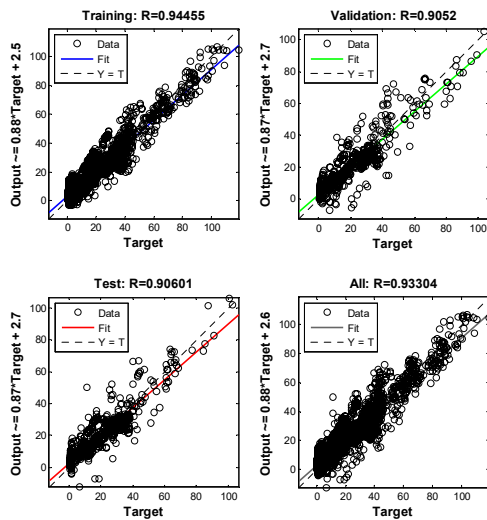 Training: R=0.94455
Output ~= 0.88*Target + 2.5
100
80
60
40
20
0
Data
Fit
Y = T
0 20 40 60 80 100
Target
Validation: R=0.9052
Output ~= 0.87*Target + 2.7
100
80
60
40
20
0
Data
Fit
Y = T
0 20 40 60 80 100
Target
Test: R=0.90601
Output ~= 0.87*Target + 2.7
100
80
60
40
20
0
Data
Fit
Y = T
0 20 40 60 80 100
Target
All: R=0.93304
Output ~= 0.88*Target + 2.6
100
80
60
40
20
0
Data
Fit
Y = T
0 20 40 60 80 100
Target